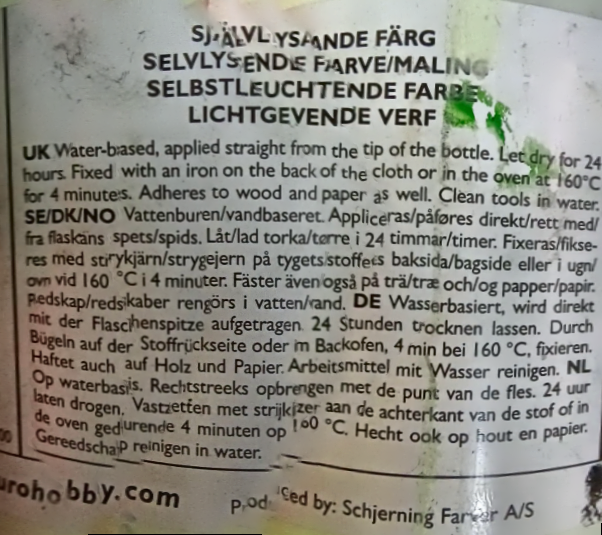 SJÄLVLYSANDE FÄRG
SELVLYSENDE FARVE/MALING
SELBSTLEUCHTENDE FARBE
LICHTGEVENDE VERF
UK Water-based, applied straight from the tip of the bottle. Let dry for 24
hours. Fixed with an iron on the back of the cloth or in the oven at 160°C
for 4 minutes. Adheres to wood and paper as well. Clean tools in water.
SE/DK/NO Vattenburen/vandbaseret. Appliceras/påføres direkt/rett med/
fra flaskans spets/spids. Låt/lad torka/tørre i 24 timmar/timer. Fixeras/fikse-
res med strykjärn/strygejern på tygets/stoffets baksida/bagside eller i ugn/
ovn vid 160 °C i 4 minuter. Fäster även også på trä/træ och/og papper/papir.
Redskap/redskaber rengörs i vatten/vand. DE Wasserbasiert, wird direkt
mit der Flaschenspitze aufgetragen. 24 Stunden trocknen lassen. Durch
Bügeln auf der Stoffrückseite oder im Backofen, 4 min bei 160 °C, fixieren.
Haftet auch auf Holz und Papier. Arbeitsmittel mit Wasser reinigen. NL
Op waterbasis. Rechtstreeks opbrengen met de punt van de fles. 24 uur
laten drogen. Vastzetten met strijkijzer aan de achterkant van de stof of in
de oven gedurende 4 minuten op 160 °C. Hecht ook op hout en papier.
Gereedschap reinigen in water.
urohobby.com
Produced by: Schjerning Farver A/S